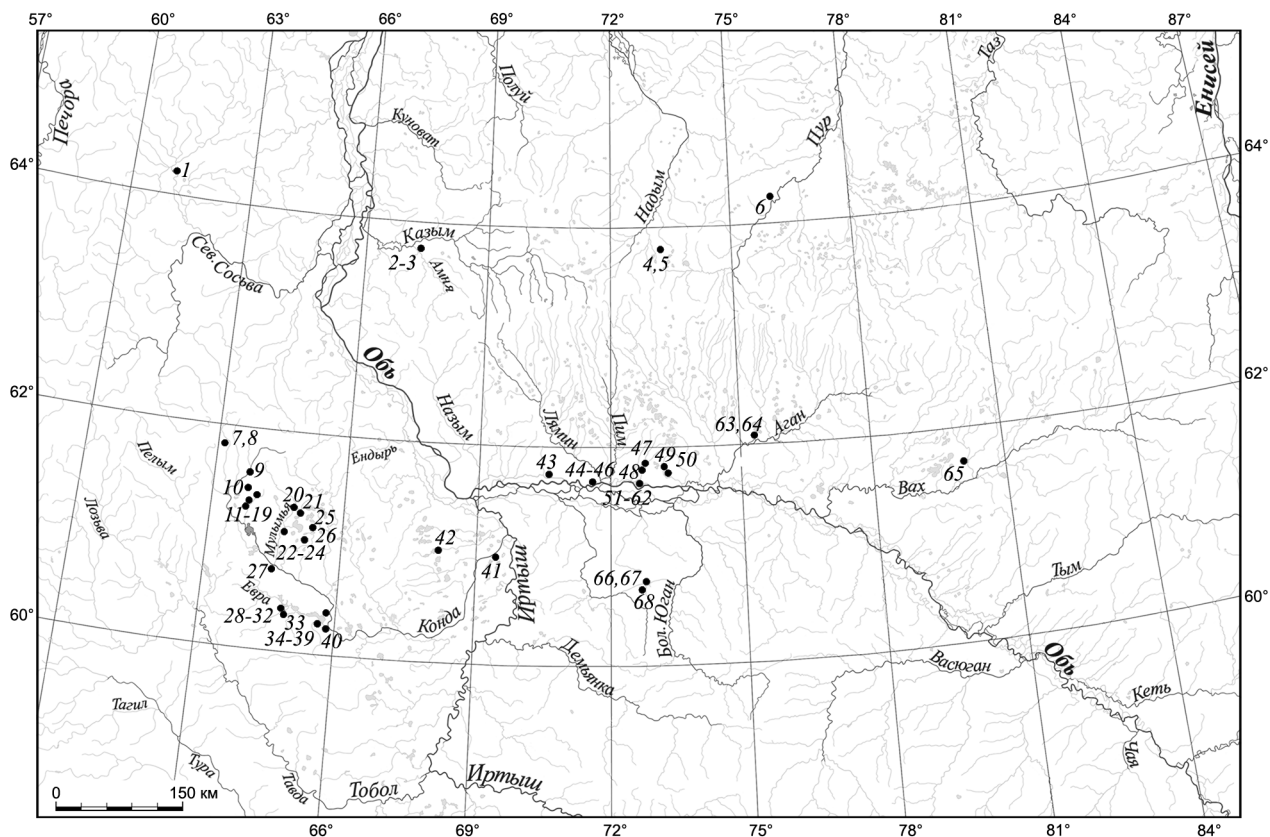 57° 60° 63° 66° 69° 72° 75° 78° 81° 84° 87°
Печора
Полуй
Таз
Енисей
Куноват
Пур
64°
64°
1
Надым
6
Казым
2-3
Амня
4,5
Сев.Сосьва
Обь
62°
62°
Назым
Лямин
Пим
63,64
Аган
7,8
Пелым
Ендырь
47
49
50
43
44-46
48
65
9
10
20
21
51-62
Вах
Лозьва
11-19
Мулымья
25
26
22-24
42
41
Иртыш
27
66,67
Тым
Евра
68
60°
60°
28-32
33
Конда
Бол.Юган
34-39
40
Обь
Демьянка
Васюган
Кеть
Тагил
Чая
Тура
Тавда
Тобол
Иртыш
0 150 км
66° 69° 72° 75° 78° 81° 84°